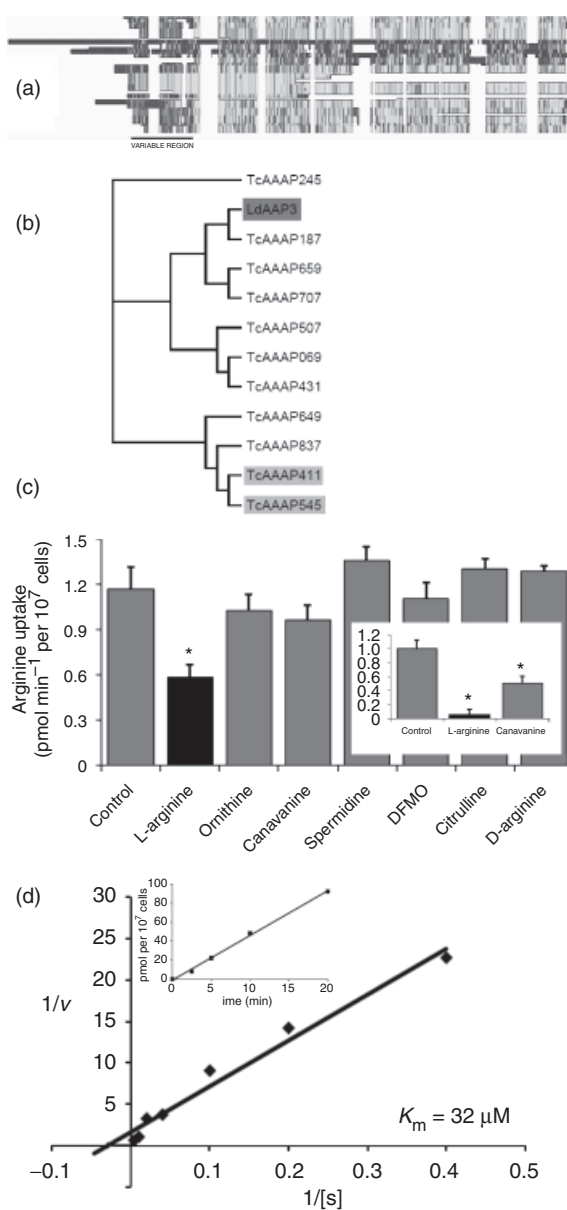 (a)
VARIABLE REGION
(b)
TcAAAP245
LdAAP3
TcAAAP187
TcAAAP659
TcAAAP707
TcAAAP507
TcAAAP069
TcAAAP431
TcAAAP649
TcAAAP837
TcAAAP411
TcAAAP545
(c)
Arginine uptake
(pmol min⁻¹ per 10⁷ cells)
1.5
1.2
0.9
0.6
0.3
0
*
Control
L-arginine
Ornithine
Canavanine
Spermidine
DFMO
Citrulline
D-arginine
1.2
1.0
0.8
0.6
0.4
0.2
0
*
*
Control
L-arginine
Canavanine
(d)
30
25
20
15
10
5
1/v
−0.1
0.1
0.2
0.3
0.4
0.5
1/[s]
Km = 32 μM
pmol per 10⁷ cells
100
80
60
40
20
0
0
5
10
15
20
ime (min)